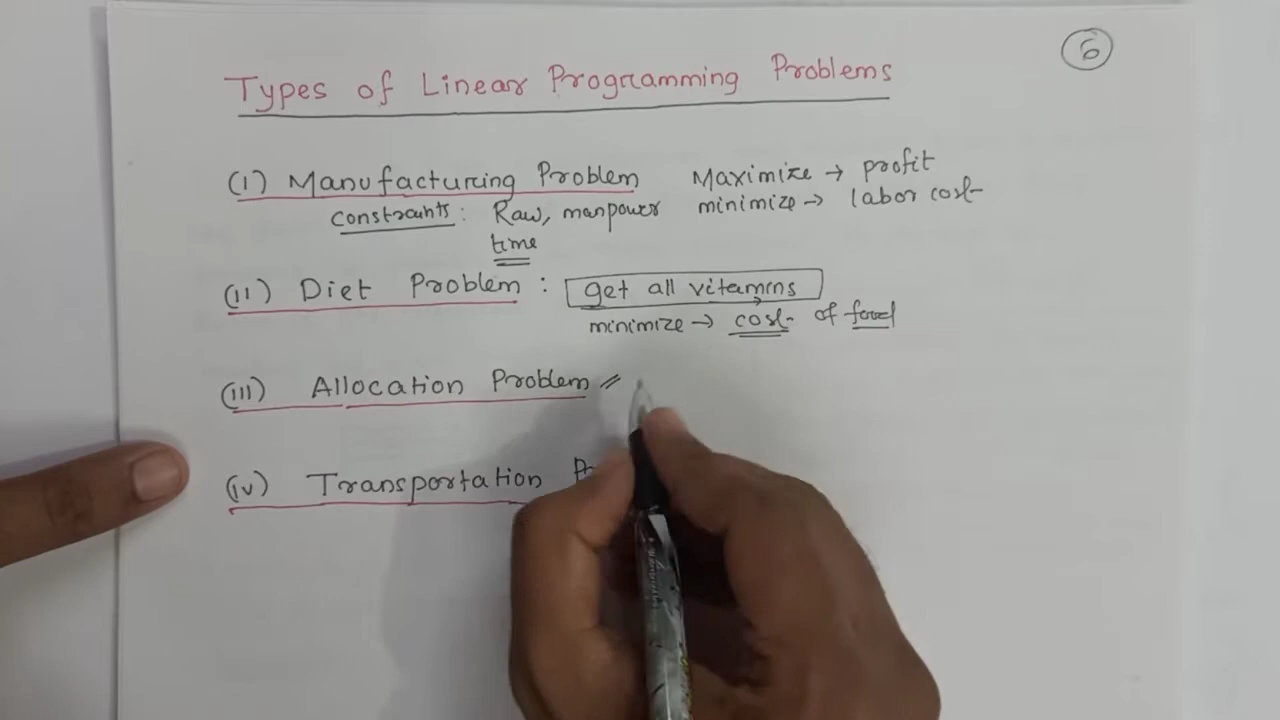 6
Types of Linear Programming Problems
(I) Manufacturing Problem Maximize → profit
constraints : Raw, manpower minimize → labor cost
time
(II) Diet Problem : get all vitamins
minimize → cost of food
(III) Allocation Problem
(IV) Transportation